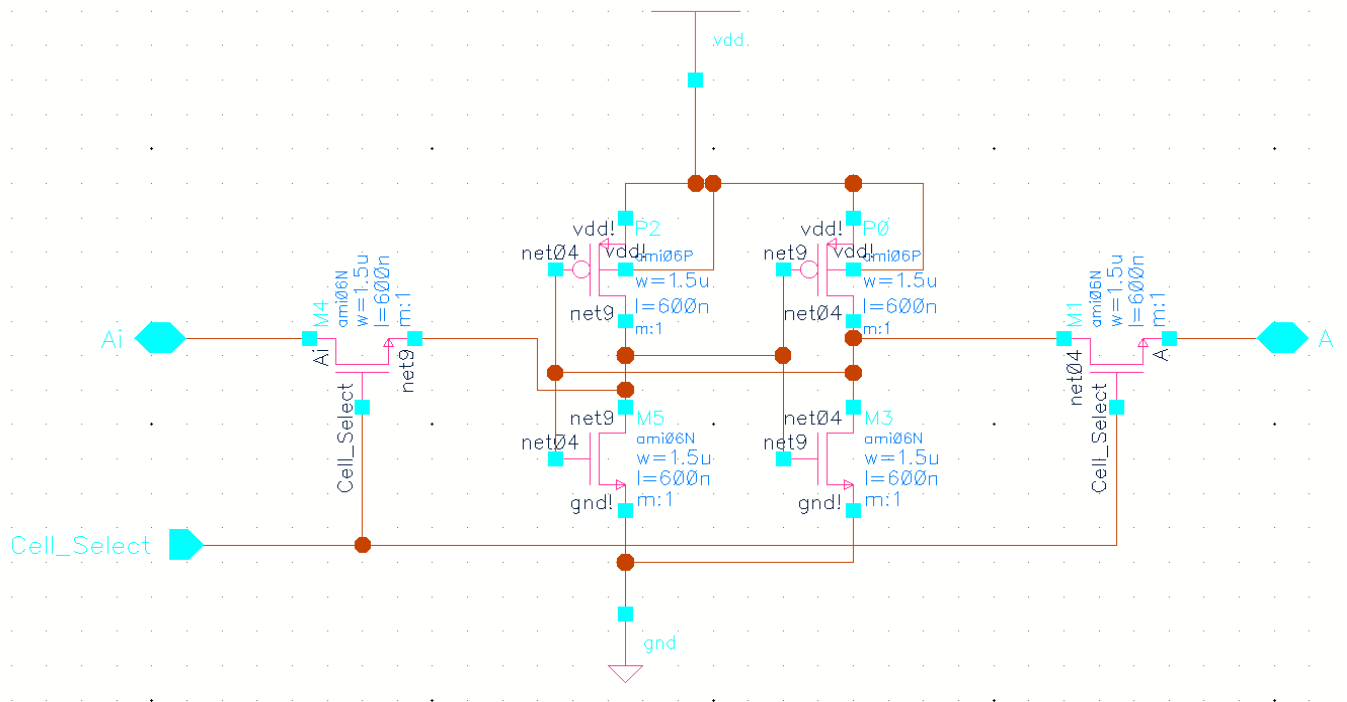 vdd
vdd!
P2
net04
vdd!
ami06P
w=1.5u
l=600n
m:1
net9
vdd!
P0
net9
vdd!
ami06P
w=1.5u
l=600n
m:1
net04
Ai
M4
ami06N
w=1.5u
l=600n
m:1
Ai
net9
Cell_Select
M1
ami06N
w=1.5u
l=600n
m:1
net04
A
Cell_Select
A
net9
M5
net04
ami06N
w=1.5u
l=600n
m:1
gnd!
net04
M3
net9
ami06N
w=1.5u
l=600n
m:1
gnd!
Cell_Select
gnd